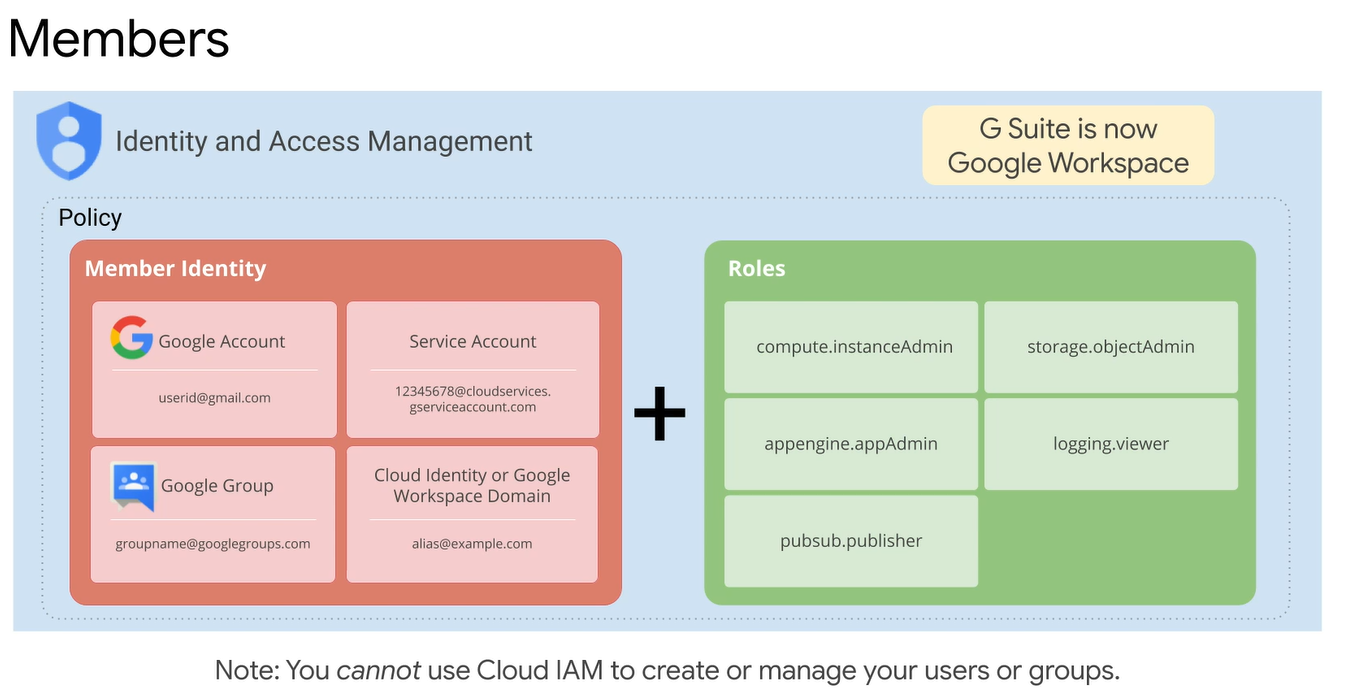 Members
Identity and Access Management
G Suite is now
Google Workspace
Policy
Member Identity
Google Account
userid@gmail.com
Service Account
12345678@cloudservices.
gserviceaccount.com
Google Group
groupname@googlegroups.com
Cloud Identity or Google
Workspace Domain
alias@example.com
+
Roles
compute.instanceAdmin
storage.objectAdmin
appengine.appAdmin
logging.viewer
pubsub.publisher
Note: You cannot use Cloud IAM to create or manage your users or groups.